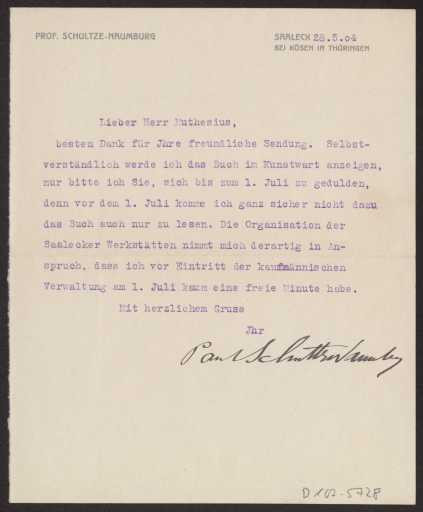 PROF. SCHULTZE-NAUMBURG
SAALECK 28.5.04
BEI KÖSEN IN THÜRINGEN
Lieber Herr Muthesius,
besten Dank für Jhre freundliche Sendung. Selbst-
verständlich werde ich das Buch im Kunstwart anzeigen,
nur bitte ich Sie, sich bis zum 1. Juli zu gedulden,
denn vor dem 1. Juli komme ich ganz sicher nicht dazu
das Buch auch nur zu lesen. Die Organisation der
Saalecker Werkstätten nimmt mich derartig in An-
spruch, dass ich vor Eintritt der kaufmännischen
Verwaltung am 1. Juli kaum eine freie Minute habe.
Mit herzlichem Gruss
Jhr
Paul Schultze Naumburg
D 102-5728